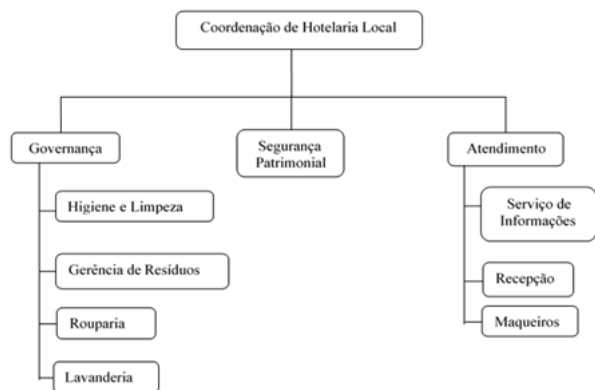 Coordenação de Hotelaria Local
Governança
Segurança
Patrimonial
Atendimento
Higiene e Limpeza
Gerência de Resíduos
Rouparia
Lavanderia
Serviço de
Informações
Recepção
Maqueiros